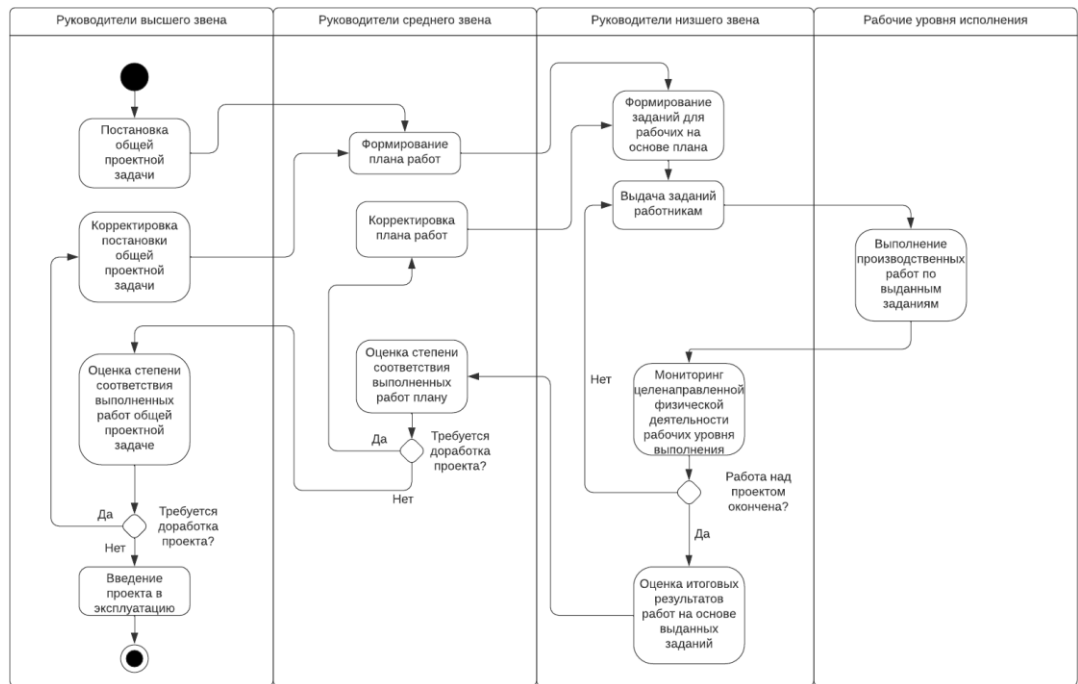 Руководители высшего звена
Руководители среднего звена
Руководители низшего звена
Рабочие уровня исполнения
Постановка
общей
проектной
задачи
Корректировка
постановки
общей
проектной
задачи
Оценка степени
соответствия
выполненных
работ общей
проектной
задаче
Да
Требуется
доработка
проекта?
Нет
Введение
проекта в
эксплуатацию
Формирование
плана работ
Корректировка
плана работ
Оценка степени
соответствия
выполненных
работ плану
Да
Требуется
доработка
проекта?
Нет
Формирование
заданий для
рабочих на
основе плана
Выдача заданий
работникам
Нет
Мониторинг
целенаправленной
физической
деятельности
рабочих уровня
выполнения
Работа над
проектом
окончена?
Да
Оценка итоговых
результатов
работ на основе
выданных
заданий
Выполнение
производственных
работ по
выданным
заданиям